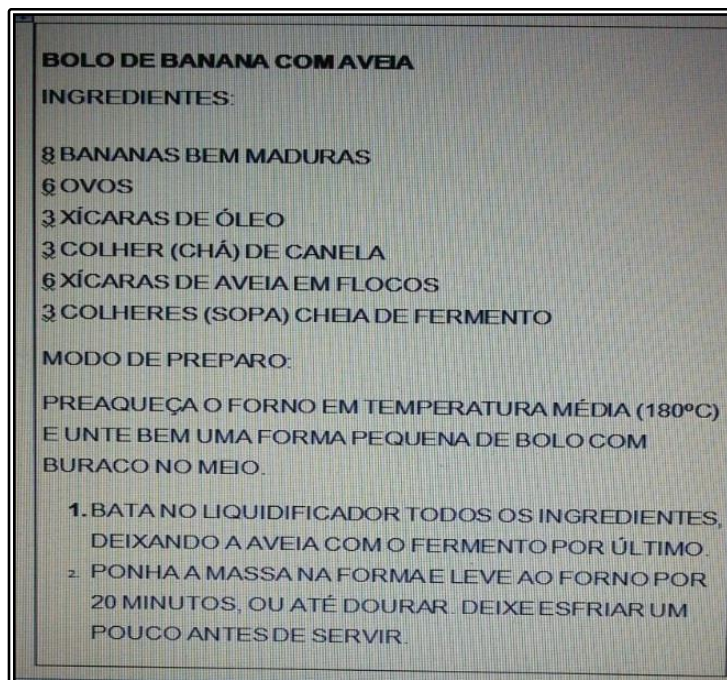 BOLO DE BANANA COM AVEIA
INGREDIENTES:
8 BANANAS BEM MADURAS
6 OVOS
3 XÍCARAS DE ÓLEO
3 COLHER (CHÁ) DE CANELA
6 XÍCARAS DE AVEIA EM FLOCOS
3 COLHERES (SOPA) CHEIA DE FERMENTO
MODO DE PREPARO:
PREAQUEÇA O FORNO EM TEMPERATURA MÉDIA (180ºC)
E UNTE BEM UMA FORMA PEQUENA DE BOLO COM
BURACO NO MEIO.
1. BATA NO LIQUIDIFICADOR TODOS OS INGREDIENTES,
DEIXANDO A AVEIA COM O FERMENTO POR ÚLTIMO.
2. PONHA A MASSA NA FORMA E LEVE AO FORNO POR
20 MINUTOS, OU ATÉ DOURAR. DEIXE ESFRIAR UM
POUCO ANTES DE SERVIR.